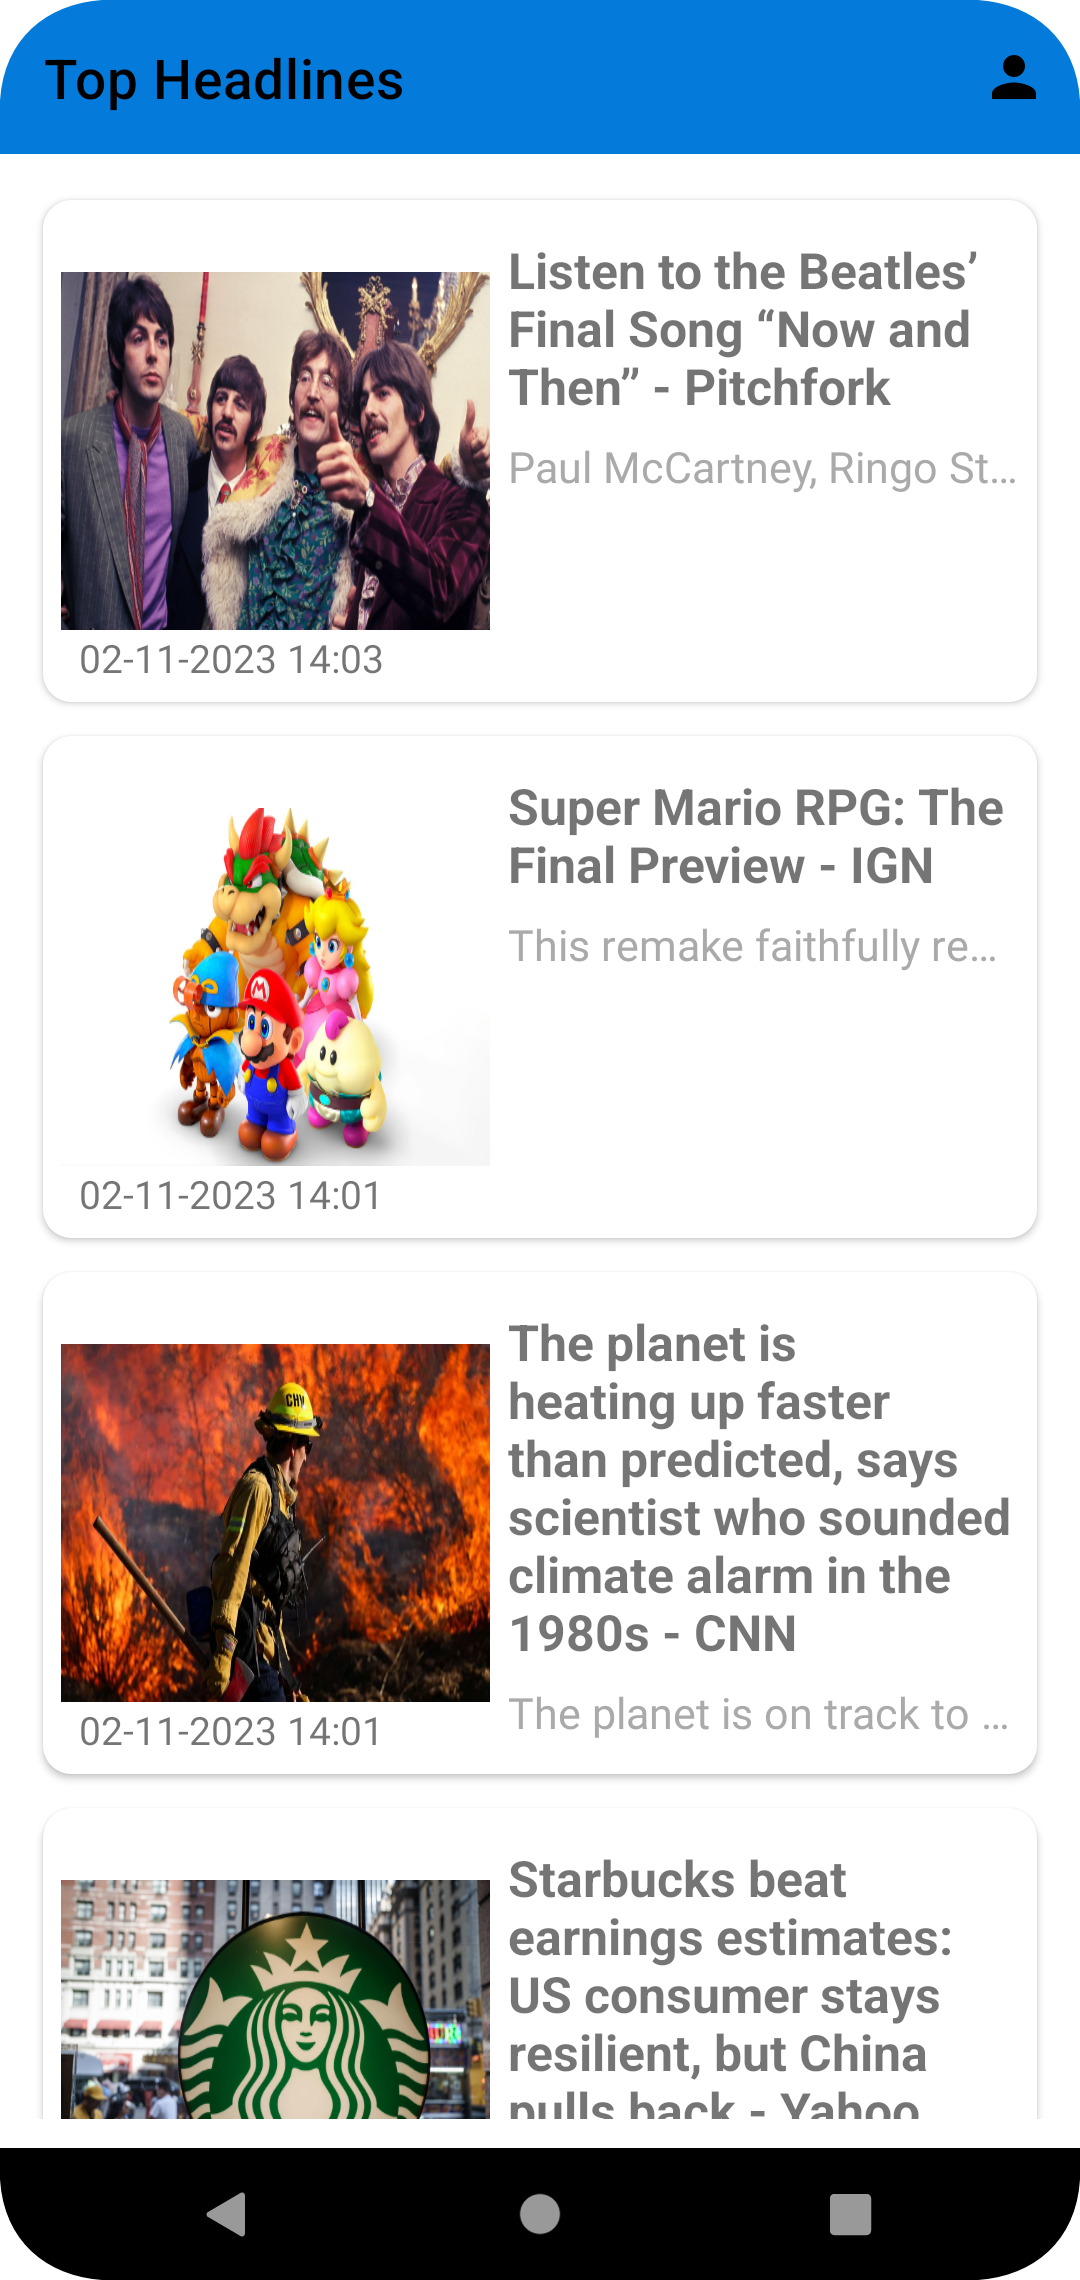 Top Headlines
Listen to the Beatles’
Final Song “Now and
Then” - Pitchfork
Paul McCartney, Ringo St...
02-11-2023 14:03
Super Mario RPG: The
Final Preview - IGN
This remake faithfully re...
M
02-11-2023 14:01
The planet is
heating up faster
than predicted, says
scientist who sounded
climate alarm in the
1980s - CNN
The planet is on track to ...
CHV
02-11-2023 14:01
Starbucks beat
earnings estimates:
US consumer stays
resilient, but China
pulls back - Yahoo